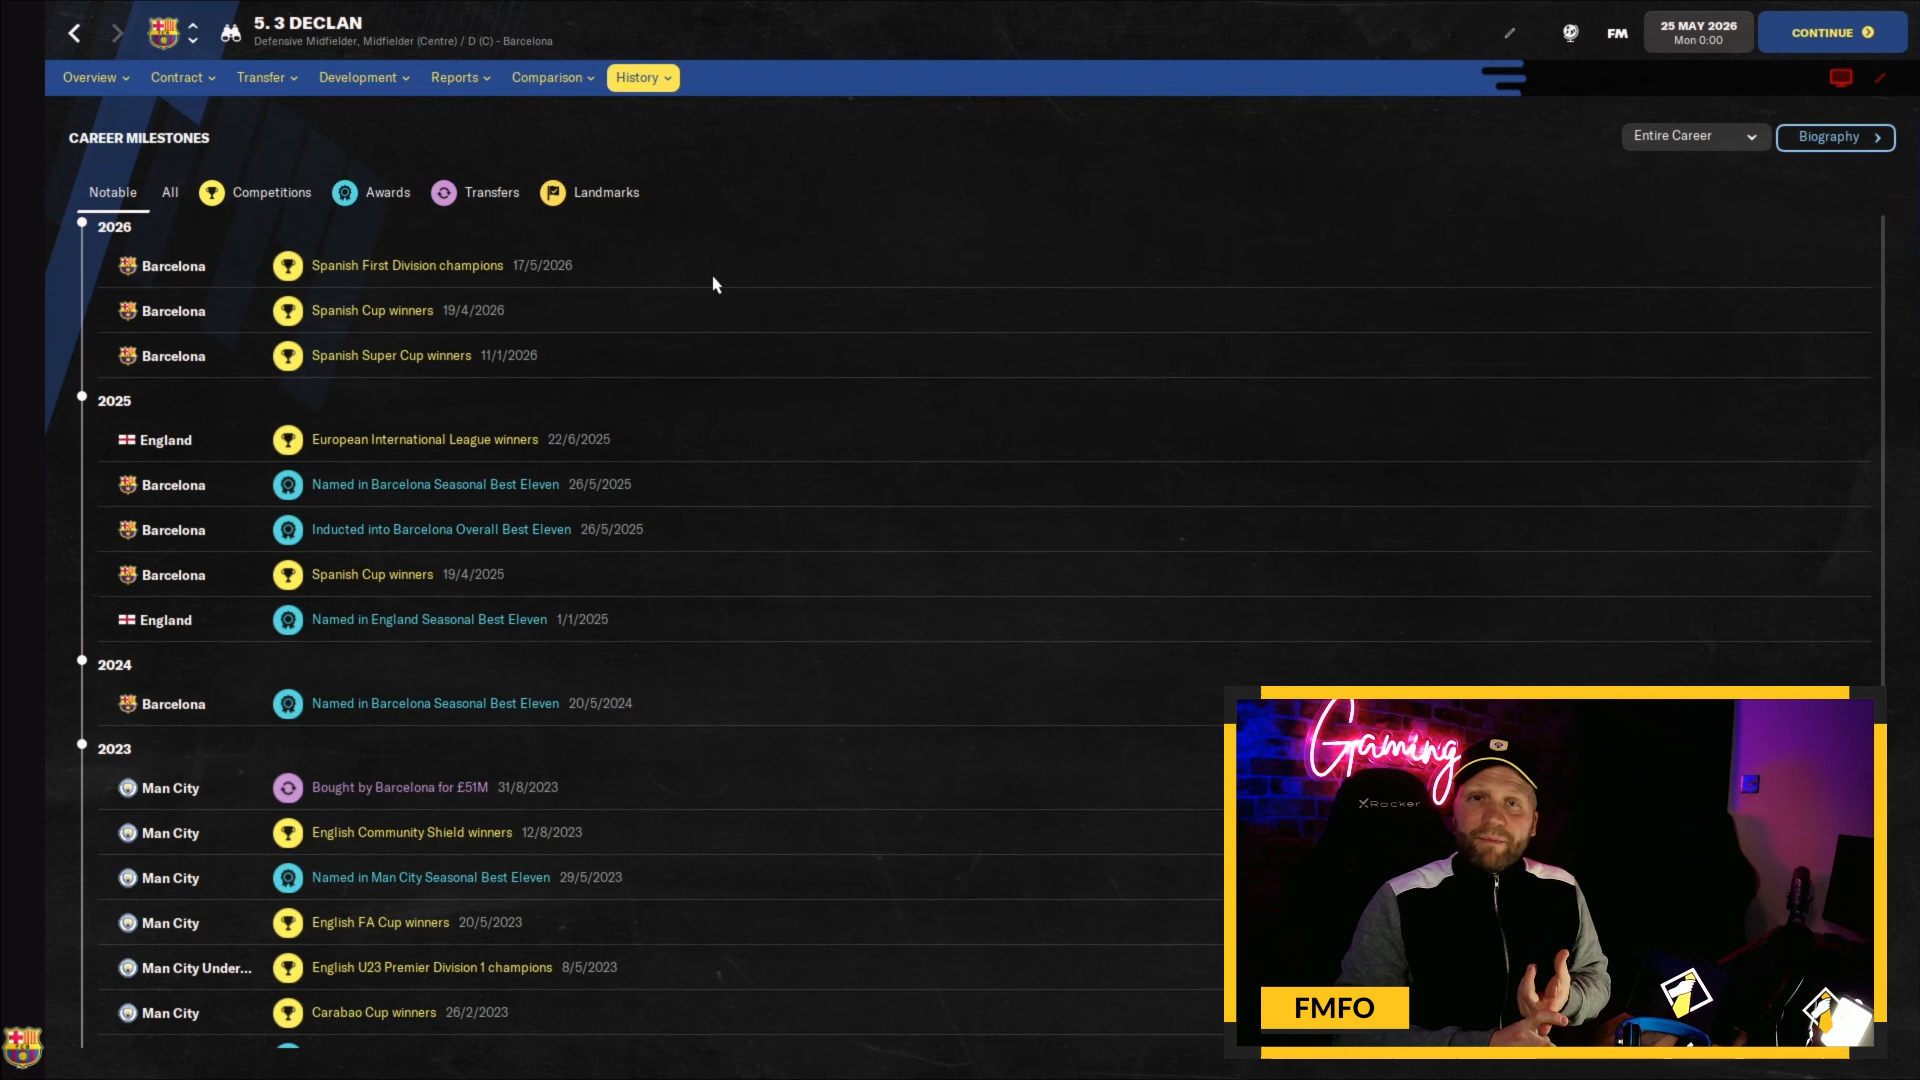 5. 3 DECLAN
Defensive Midfielder, Midfielder (Centre) / D (C) - Barcelona
FM
25 MAY 2026
Mon 0:00
CONTINUE
Overview
Contract
Transfer
Development
Reports
Comparison
History
CAREER MILESTONES
Entire Career
Biography
Notable
All
Competitions
Awards
Transfers
Landmarks
2026
Barcelona Spanish First Division champions 17/5/2026
Barcelona Spanish Cup winners 19/4/2026
Barcelona Spanish Super Cup winners 11/1/2026
2025
England European International League winners 22/6/2025
Barcelona Named in Barcelona Seasonal Best Eleven 26/5/2025
Barcelona Inducted into Barcelona Overall Best Eleven 26/5/2025
Barcelona Spanish Cup winners 19/4/2025
England Named in England Seasonal Best Eleven 1/1/2025
2024
Barcelona Named in Barcelona Seasonal Best Eleven 20/5/2024
2023
Man City Bought by Barcelona for £51M 31/8/2023
Man City English Community Shield winners 12/8/2023
Man City Named in Man City Seasonal Best Eleven 29/5/2023
Man City English FA Cup winners 20/5/2023
Man City Under... English U23 Premier Division 1 champions 8/5/2023
Man City Carabao Cup winners 26/2/2023
Gaming
XRocker
FMFO